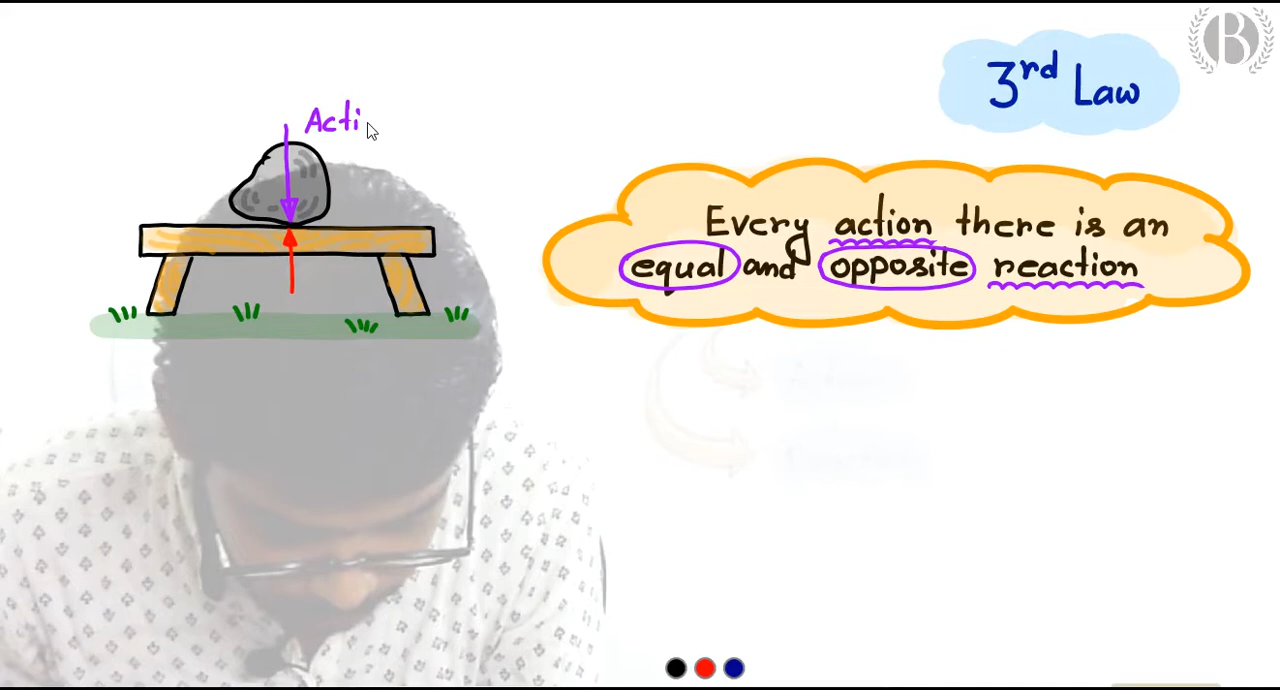 3rd Law
B
Acti
Every action there is an
equal and opposite reaction